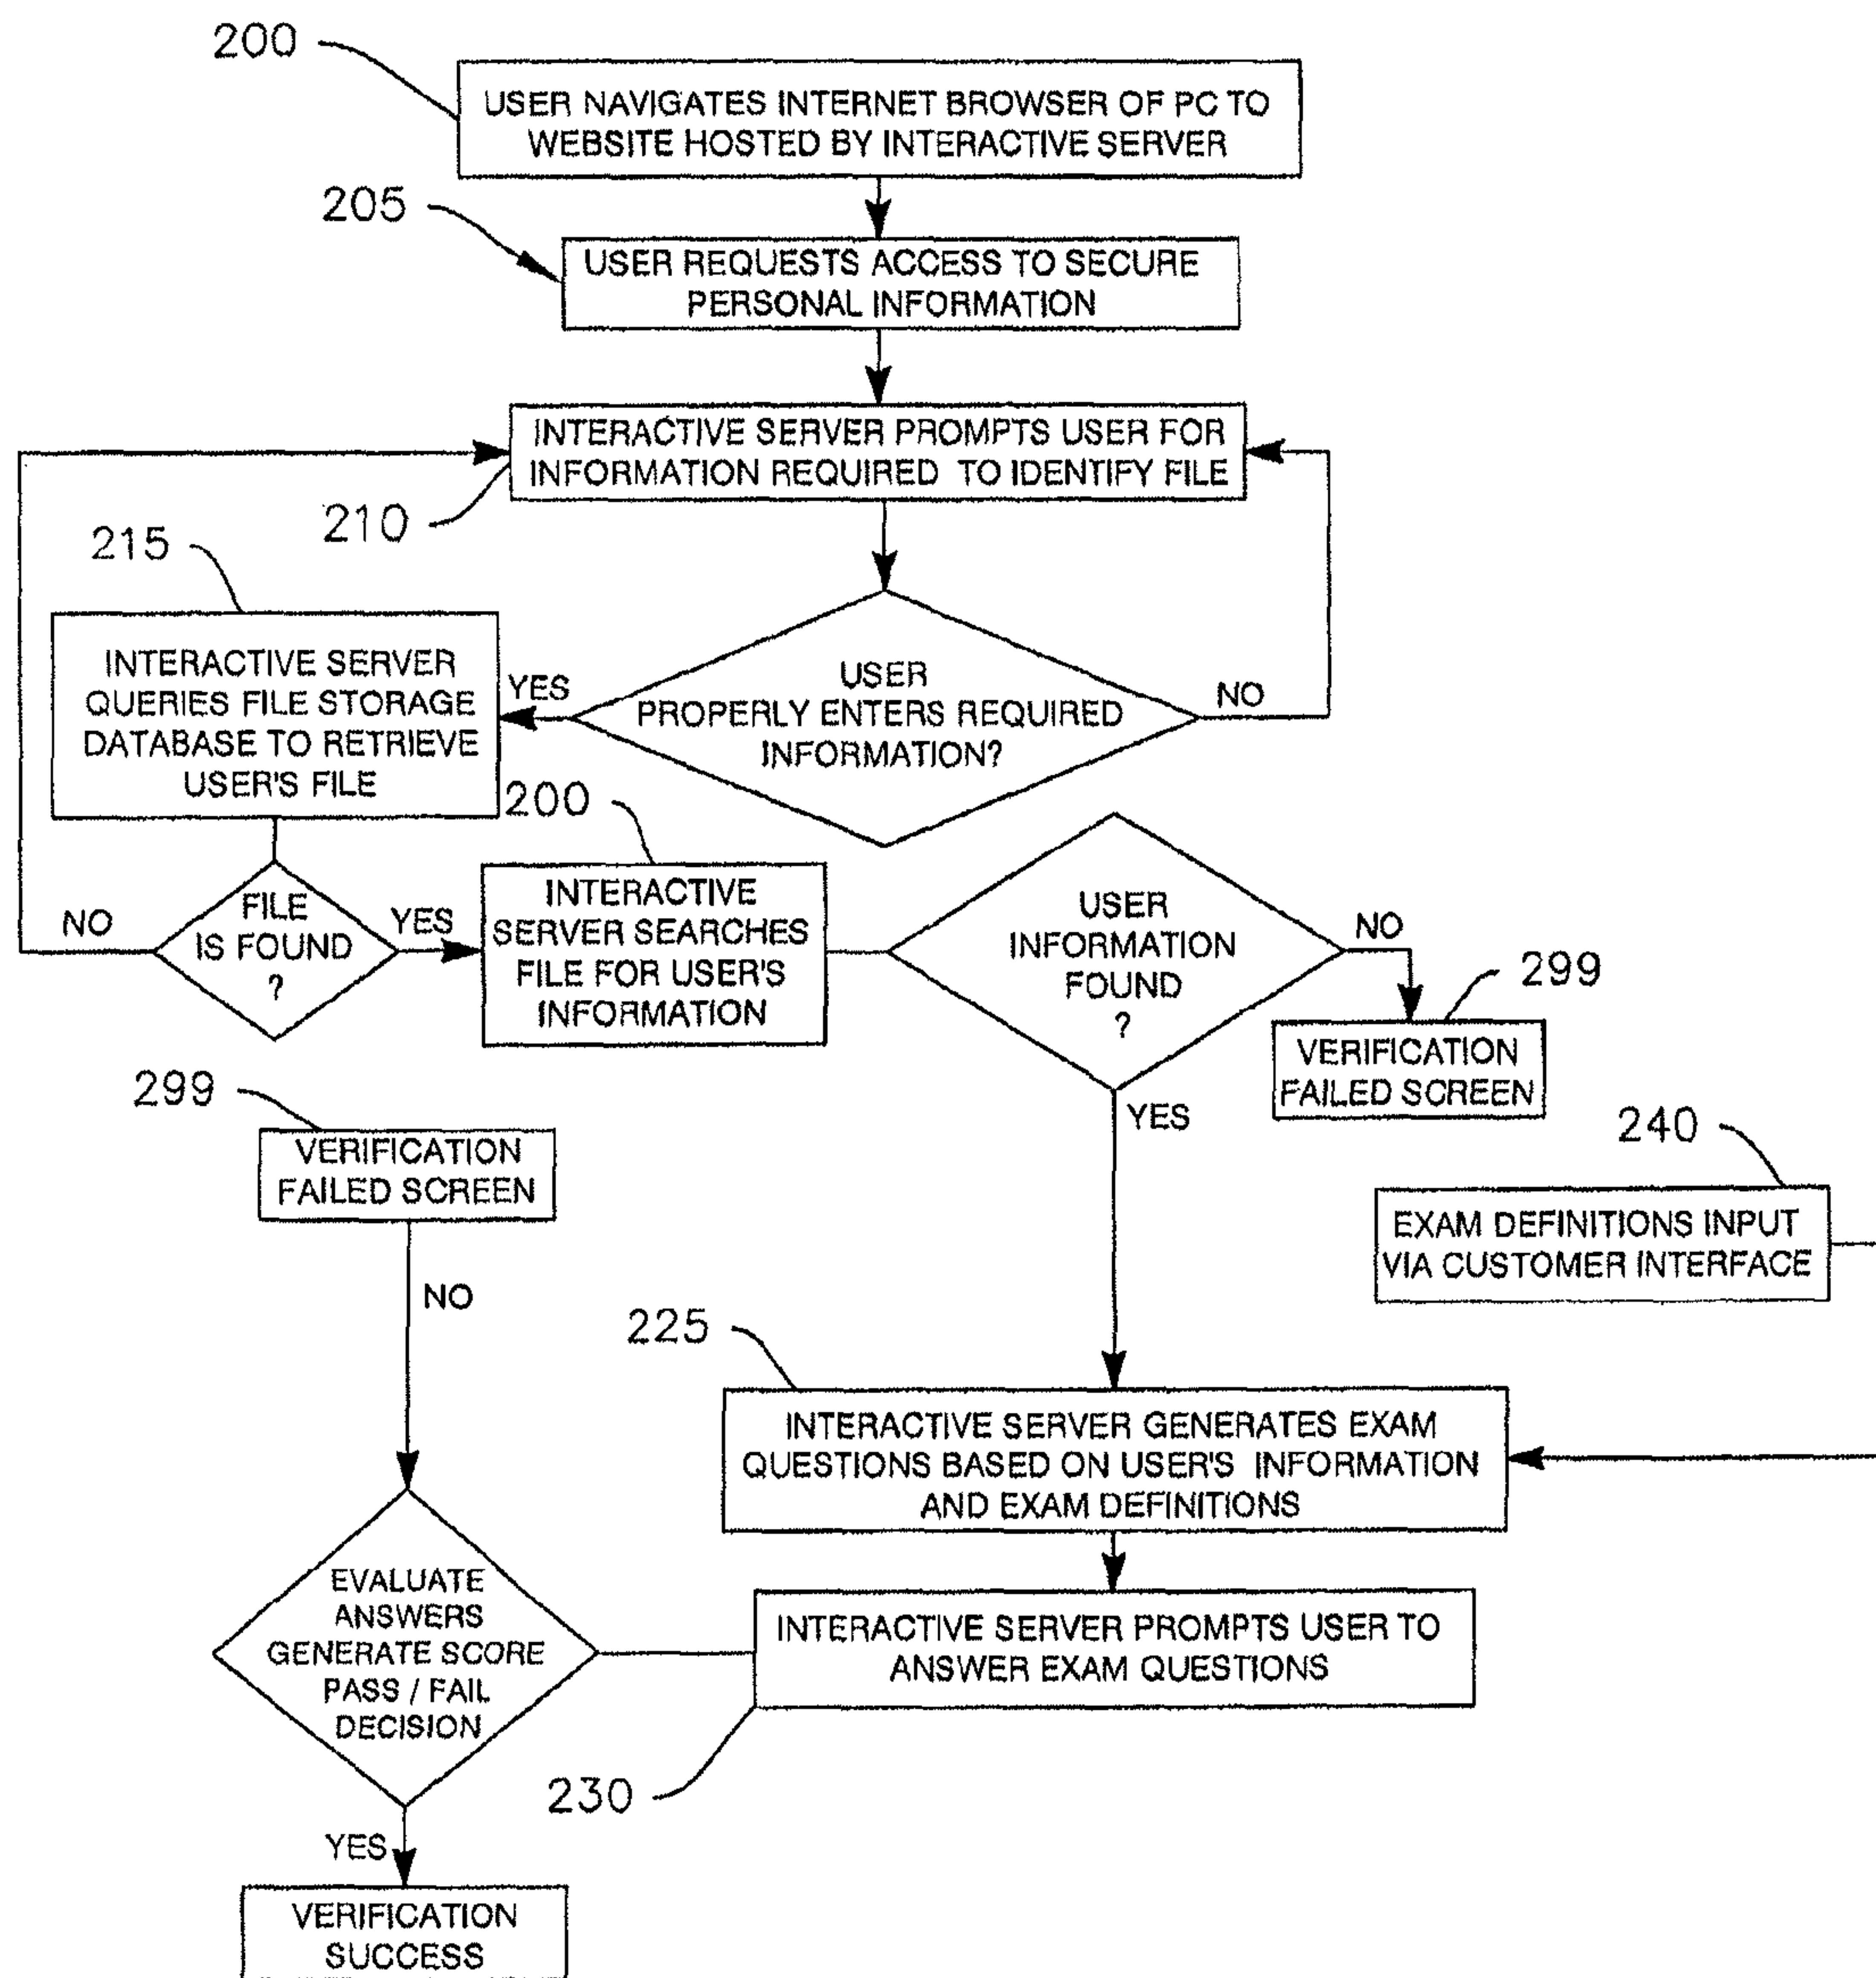 200
USER NAVIGATES INTERNET BROWSER OF PC TO
WEBSITE HOSTED BY INTERACTIVE SERVER
205
USER REQUESTS ACCESS TO SECURE
PERSONAL INFORMATION
INTERACTIVE SERVER PROMPTS USER FOR
INFORMATION REQUIRED TO IDENTIFY FILE
210
215
INTERACTIVE SERVER
QUERIES FILE STORAGE
DATABASE TO RETRIEVE
USER'S FILE
YES
USER
PROPERLY ENTERS REQUIRED
INFORMATION?
NO
200
NO
FILE
IS FOUND
?
YES
INTERACTIVE
SERVER SEARCHES
FILE FOR USER'S
INFORMATION
USER
INFORMATION
FOUND
?
NO
299
VERIFICATION
FAILED SCREEN
YES
299
VERIFICATION
FAILED SCREEN
NO
240
EXAM DEFINITIONS INPUT
VIA CUSTOMER INTERFACE
225
INTERACTIVE SERVER GENERATES EXAM
QUESTIONS BASED ON USER'S INFORMATION
AND EXAM DEFINITIONS
EVALUATE
ANSWERS
GENERATE SCORE
PASS / FAIL
DECISION
INTERACTIVE SERVER PROMPTS USER TO
ANSWER EXAM QUESTIONS
230
YES
VERIFICATION
SUCCESS